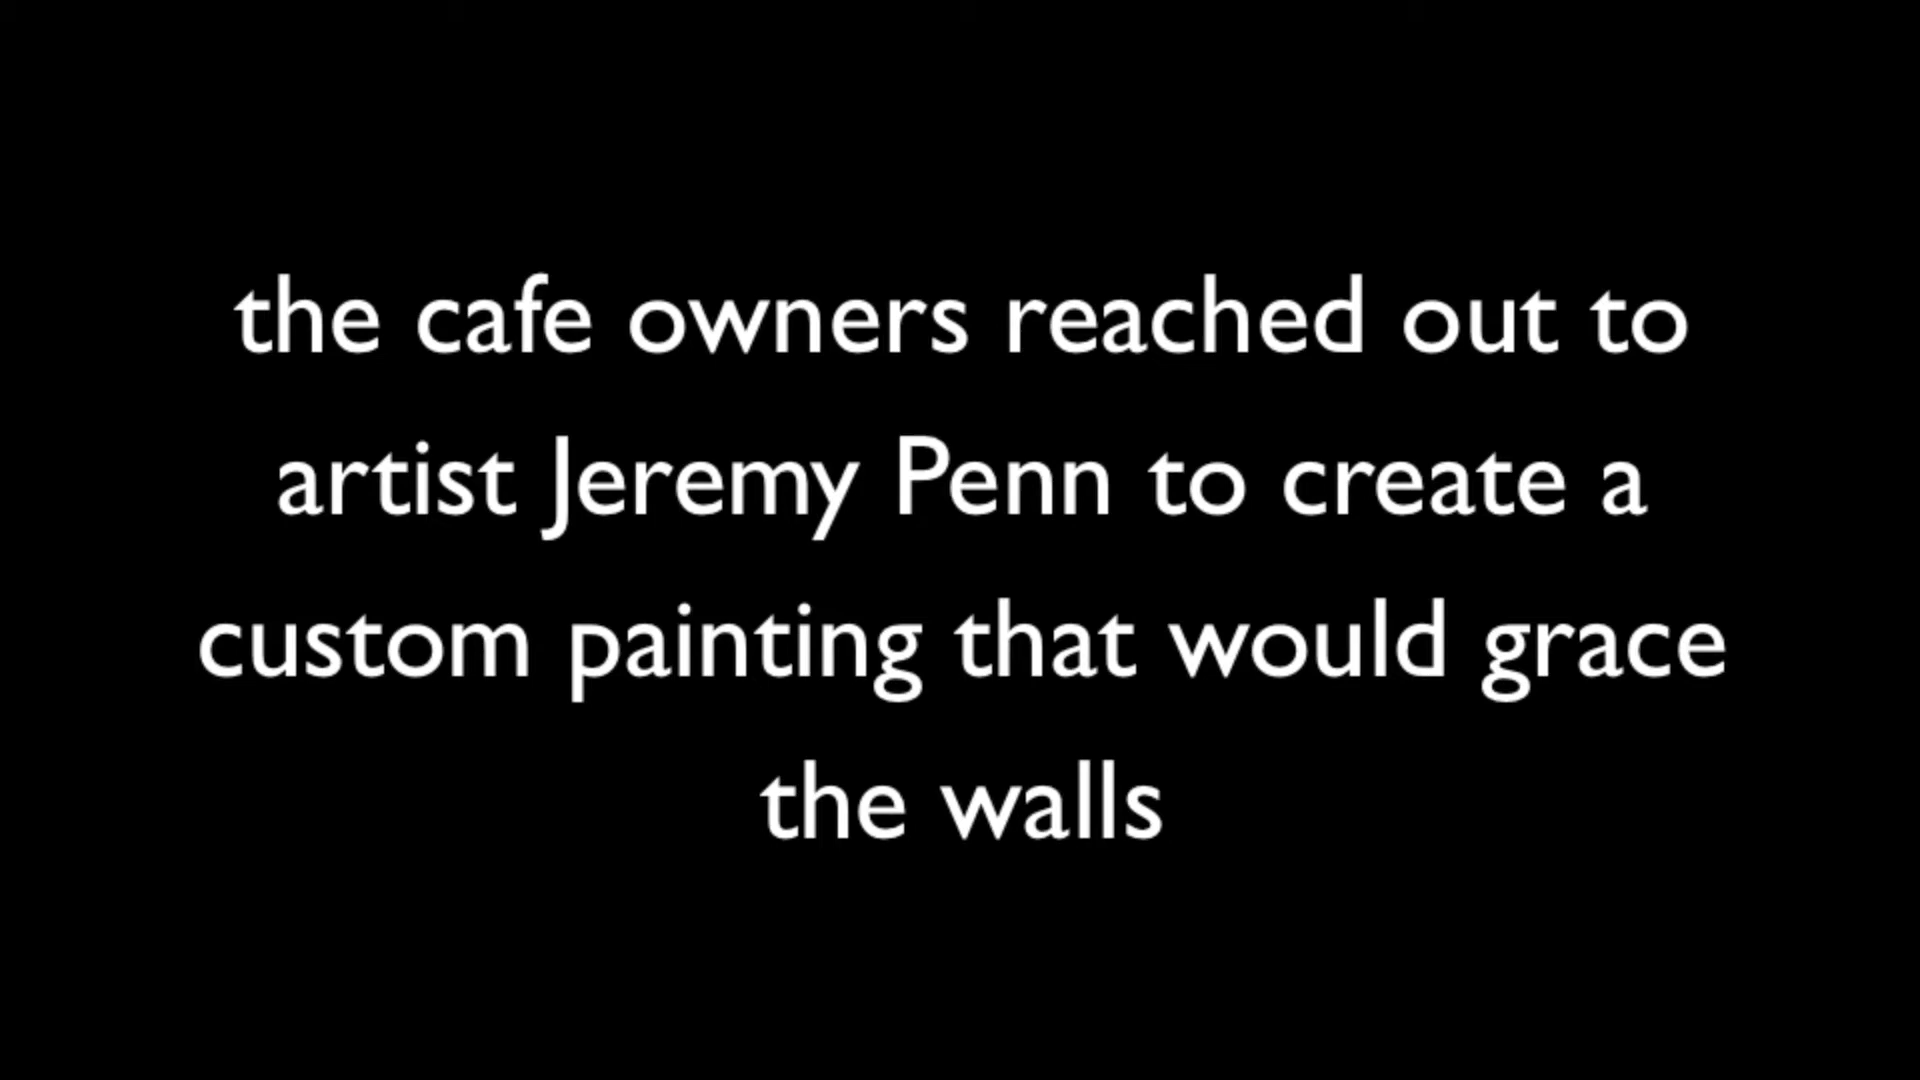 the cafe owners reached out to
artist Jeremy Penn to create a
custom painting that would grace
the walls